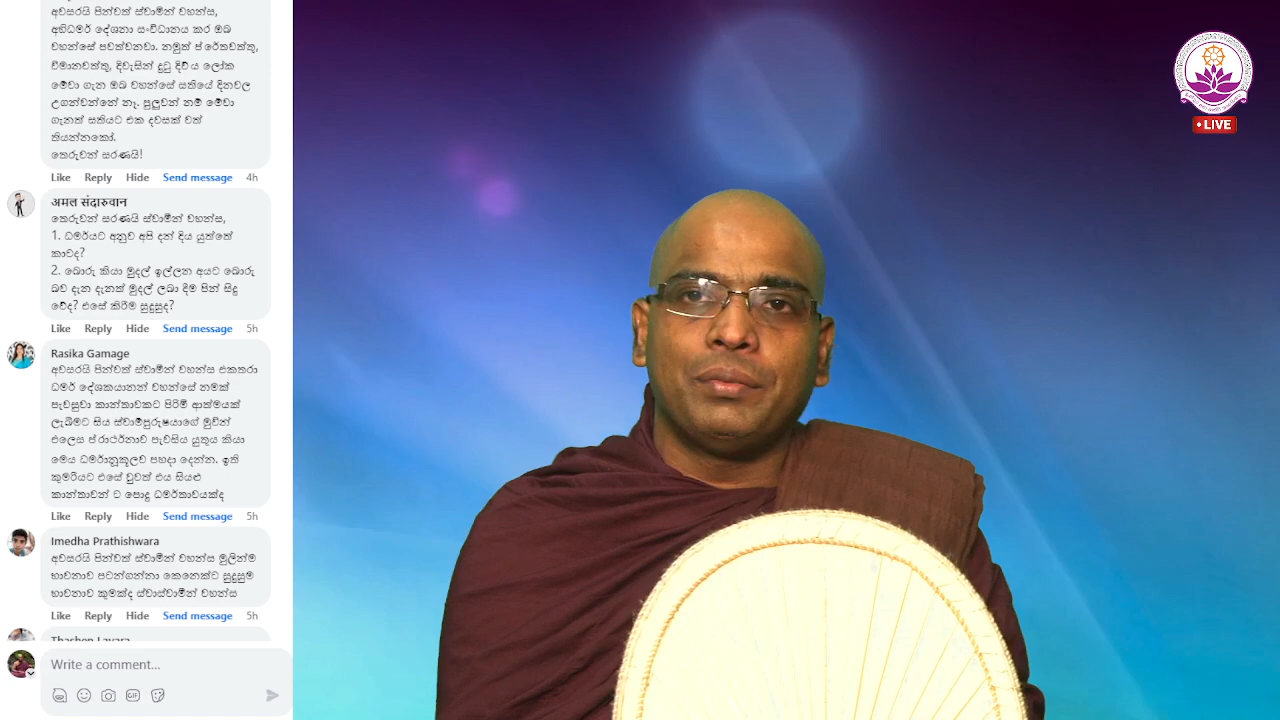 අවසරයි පින්වත් ස්වාමීන් වහන්ස,
අභිධර්ම දේශනා සංවිධානය කර ඔබ
වහන්සේ පවත්වනවා. නමුත් ප්‍රේතවත්තු,
විමානවත්තු, දිවැසින් දුටු දිව්‍ය ලෝක
මේවා ගැන ඔබ වහන්සේ සතියේ දිනවල
උගන්වන්නේ නෑ. පුලුවන් නම් මේවා
ගැනත් සතියට එක දවසක් වත්
තියන්නකෝ.
තෙරුවන් සරණයි!
Like Reply Hide Send message 4h
अमल संदारुवान
තෙරුවන් සරණයි ස්වාමීන් වහන්ස,
1. ධර්මයට අනුව අපි දන් දිය යුත්තේ
කාටද?
2. බොරු කියා මුදල් ඉල්ලන අයට බොරු
බව දැන දැනත් මුදල් ලබා දීම පින් සිදු
වේද? එසේ කිරීම සුදුසුද?
Like Reply Hide Send message 5h
Rasika Gamage
අවසරයි පින්වත් ස්වාමීන් වහන්ස එකතරා
ධර්ම දේශකයානන් වහන්සේ නමක්
පැවසුවා කාන්තාවකට පිරිමි ආත්මයක්
ලැබීමට සිය ස්වාමිපුරුෂයාගේ මුවින්
එලෙස ප්‍රාර්ථනාව පැවසිය යුතුය කියා
මෙය ධර්මානුකූලව පහදා දෙන්න. ඉති
කුමරියට එසේ වුවත් එය සියළු
කාන්තාවන් ට පොදු ධර්මතාවයක්ද
Like Reply Hide Send message 5h
Imedha Prathishwara
අවසරයි පින්වත් ස්වාමීන් වහන්ස මුලින්ම
භාවනාව පටන්ගන්නා කෙනෙක්ට සුදුසුම
භාවනාව කුමක්ද ස්වාස්වාමීන් වහන්ස
Like Reply Hide Send message 5h
Write a comment...
GIF
LIVE